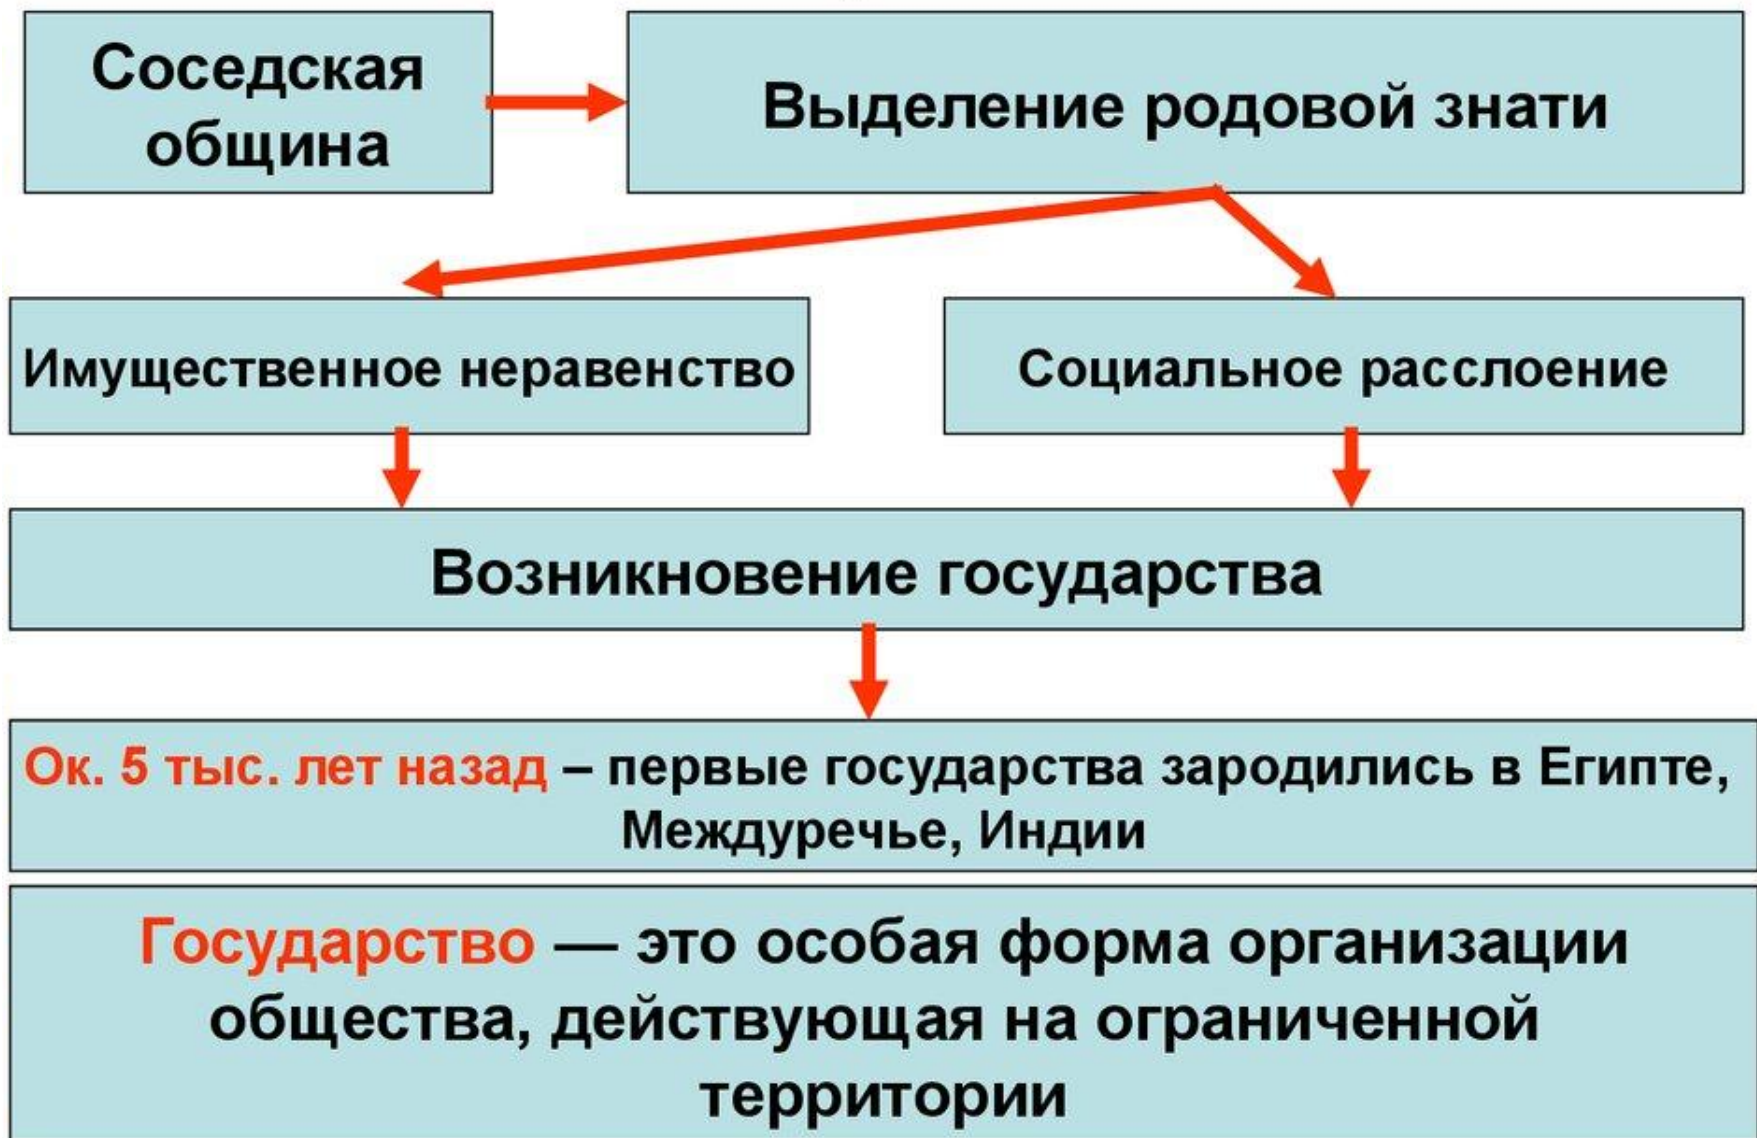 Соседская
община
Выделение родовой знати
Имущественное неравенство
Социальное расслоение
Возникновение государства
Ок. 5 тыс. лет назад – первые государства зародились в Египте,
Междуречье, Индии
Государство — это особая форма организации
общества, действующая на ограниченной
территории